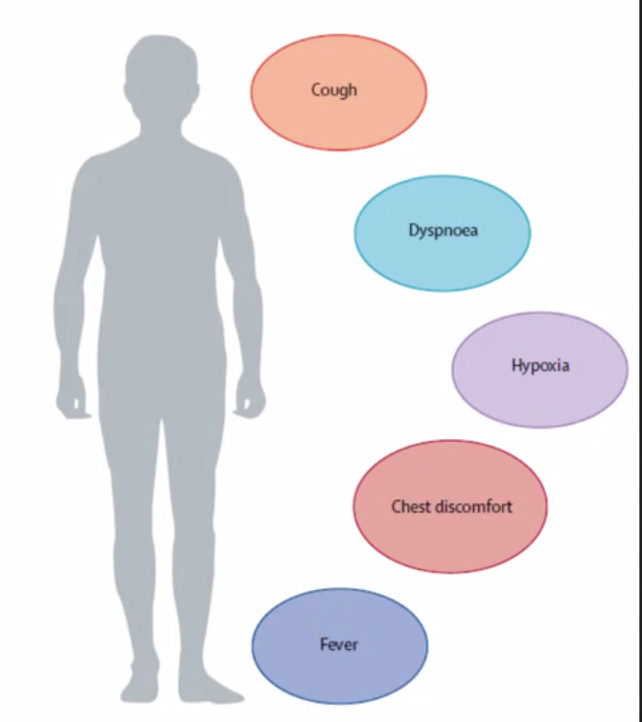 Cough
Dyspnoea
Hypoxia
Chest discomfort
Fever